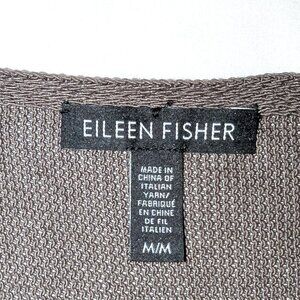 EILEEN FISHER
MADE IN
CHINA OF
ITALIAN
YARN/
FABRIQUÉ
EN CHINE
DE FIL
ITALIEN
M/M